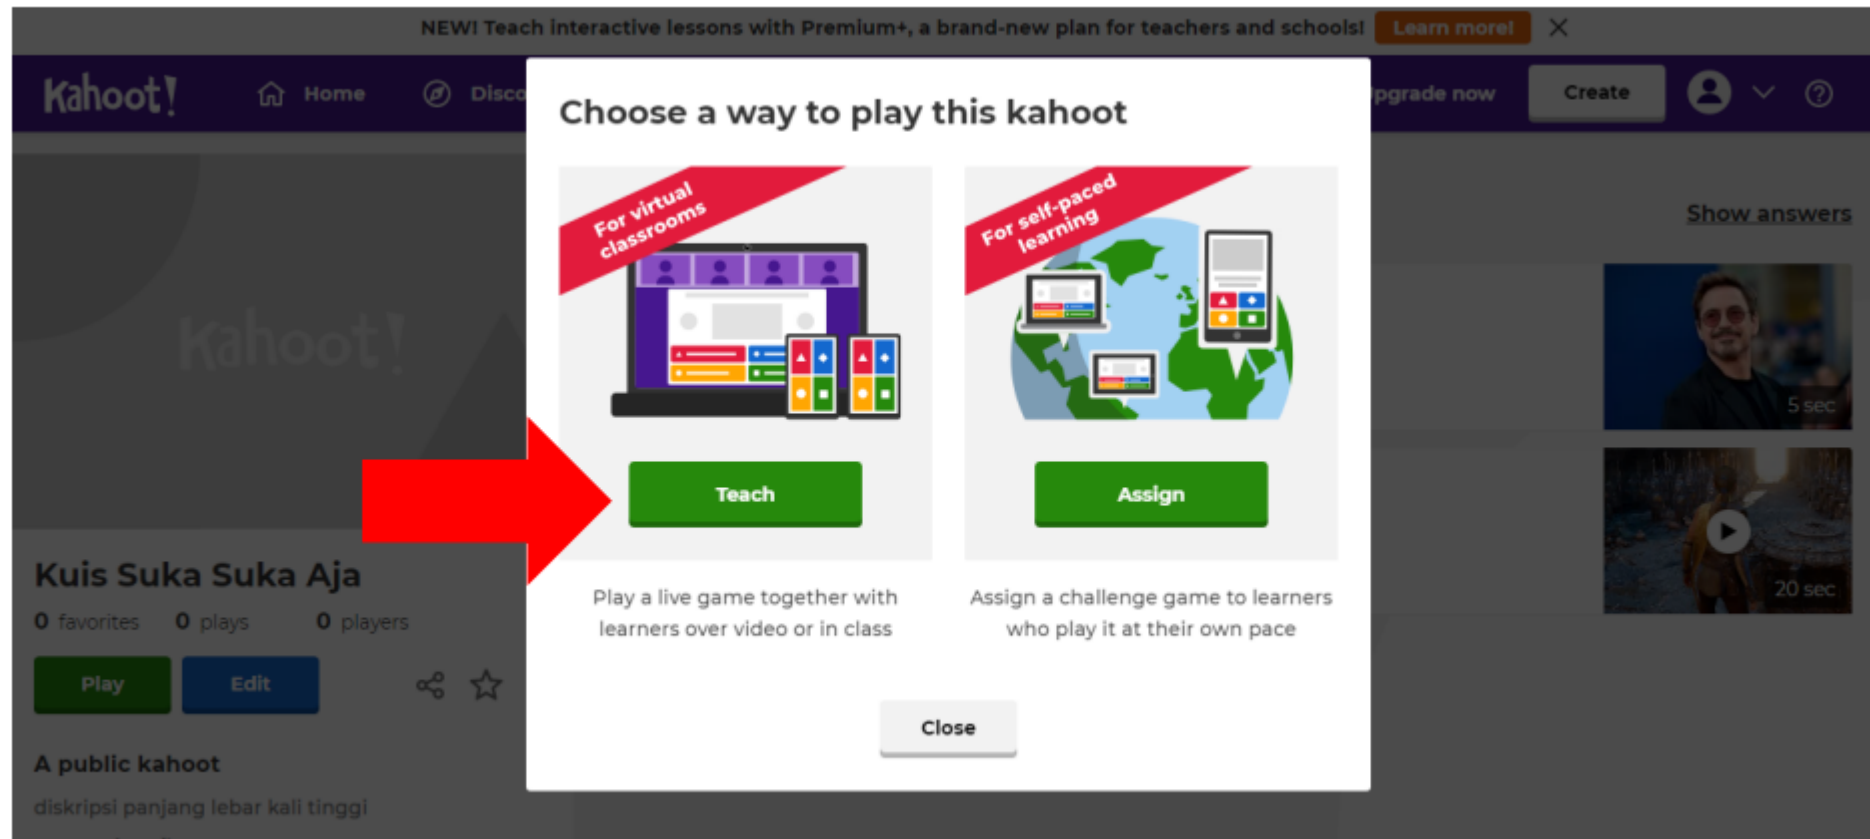 NEW! Teach interactive lessons with Premium+, a brand-new plan for teachers and schools! Learn more!
Kahoot! Home Disco
pgrade now Create
Choose a way to play this kahoot
For virtual
classrooms
For self-paced
learning
Show answers
Kahoot!
5 sec
Teach
Assign
Kuis Suka Suka Aja
20 sec
Play a live game together with
learners over video or in class
Assign a challenge game to learners
who play it at their own pace
0 favorites 0 plays 0 players
Play Edit
Close
A public kahoot
diskripsi panjang lebar kali tinggi